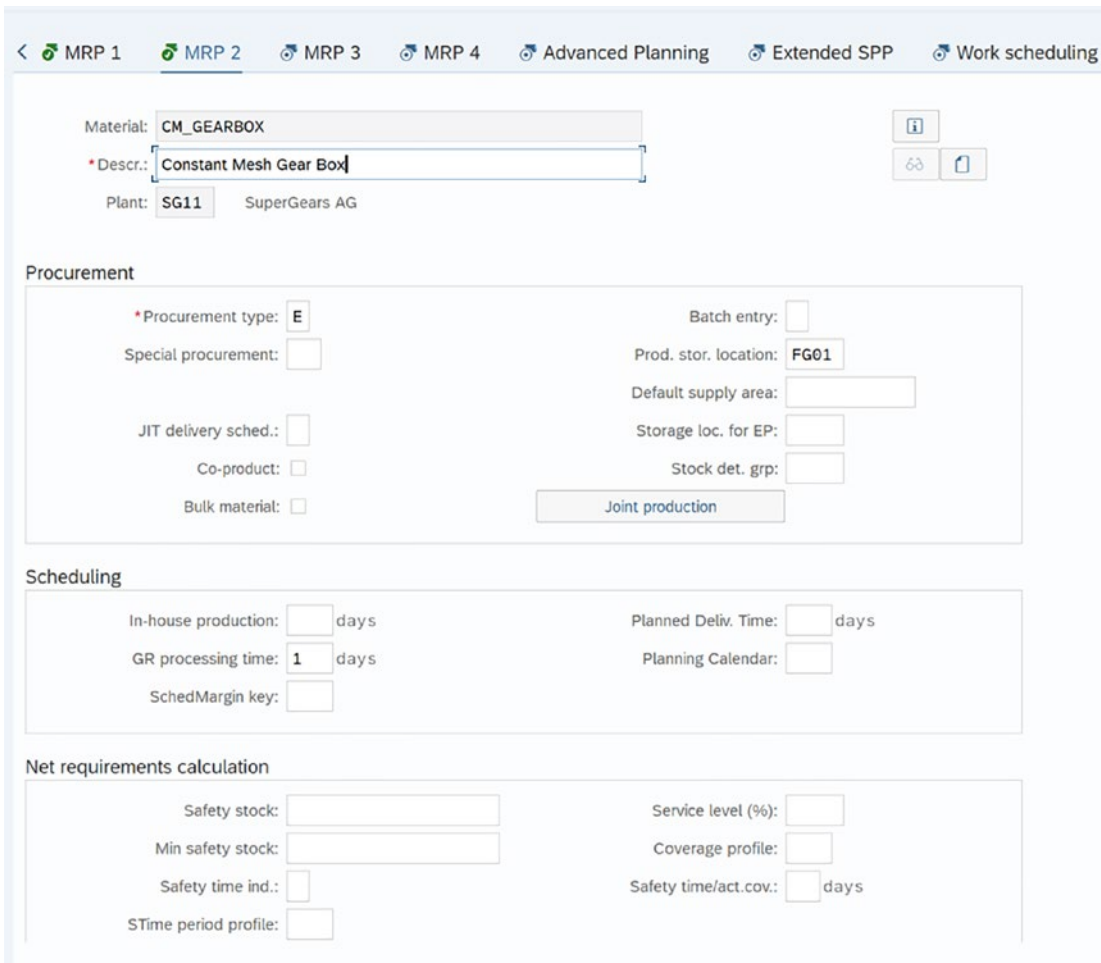 MRP 1 MRP 2 MRP 3 MRP 4 Advanced Planning Extended SPP Work scheduling
Material: CM_GEARBOX
*Descr.: Constant Mesh Gear Box
Plant: SG11 SuperGears AG
Procurement
*Procurement type: E Batch entry:
Special procurement: Prod. stor. location: FG01
Default supply area:
JIT delivery sched.: Storage loc. for EP:
Co-product: Stock det. grp:
Bulk material: Joint production
Scheduling
In-house production: days Planned Deliv. Time: days
GR processing time: 1 days Planning Calendar:
SchedMargin key:
Net requirements calculation
Safety stock: Service level (%):
Min safety stock: Coverage profile:
Safety time ind.: Safety time/act.cov.: days
STime period profile: